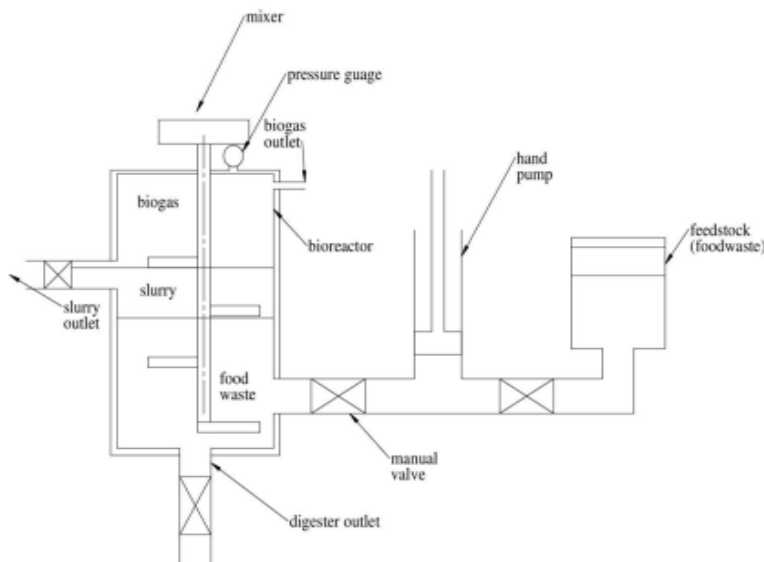 mixer
pressure guage
biogas
outlet
hand
pump
biogas
feedstock
(foodwaste)
bioreactor
slurry
slurry
outlet
food
waste
manual
valve
digester outlet